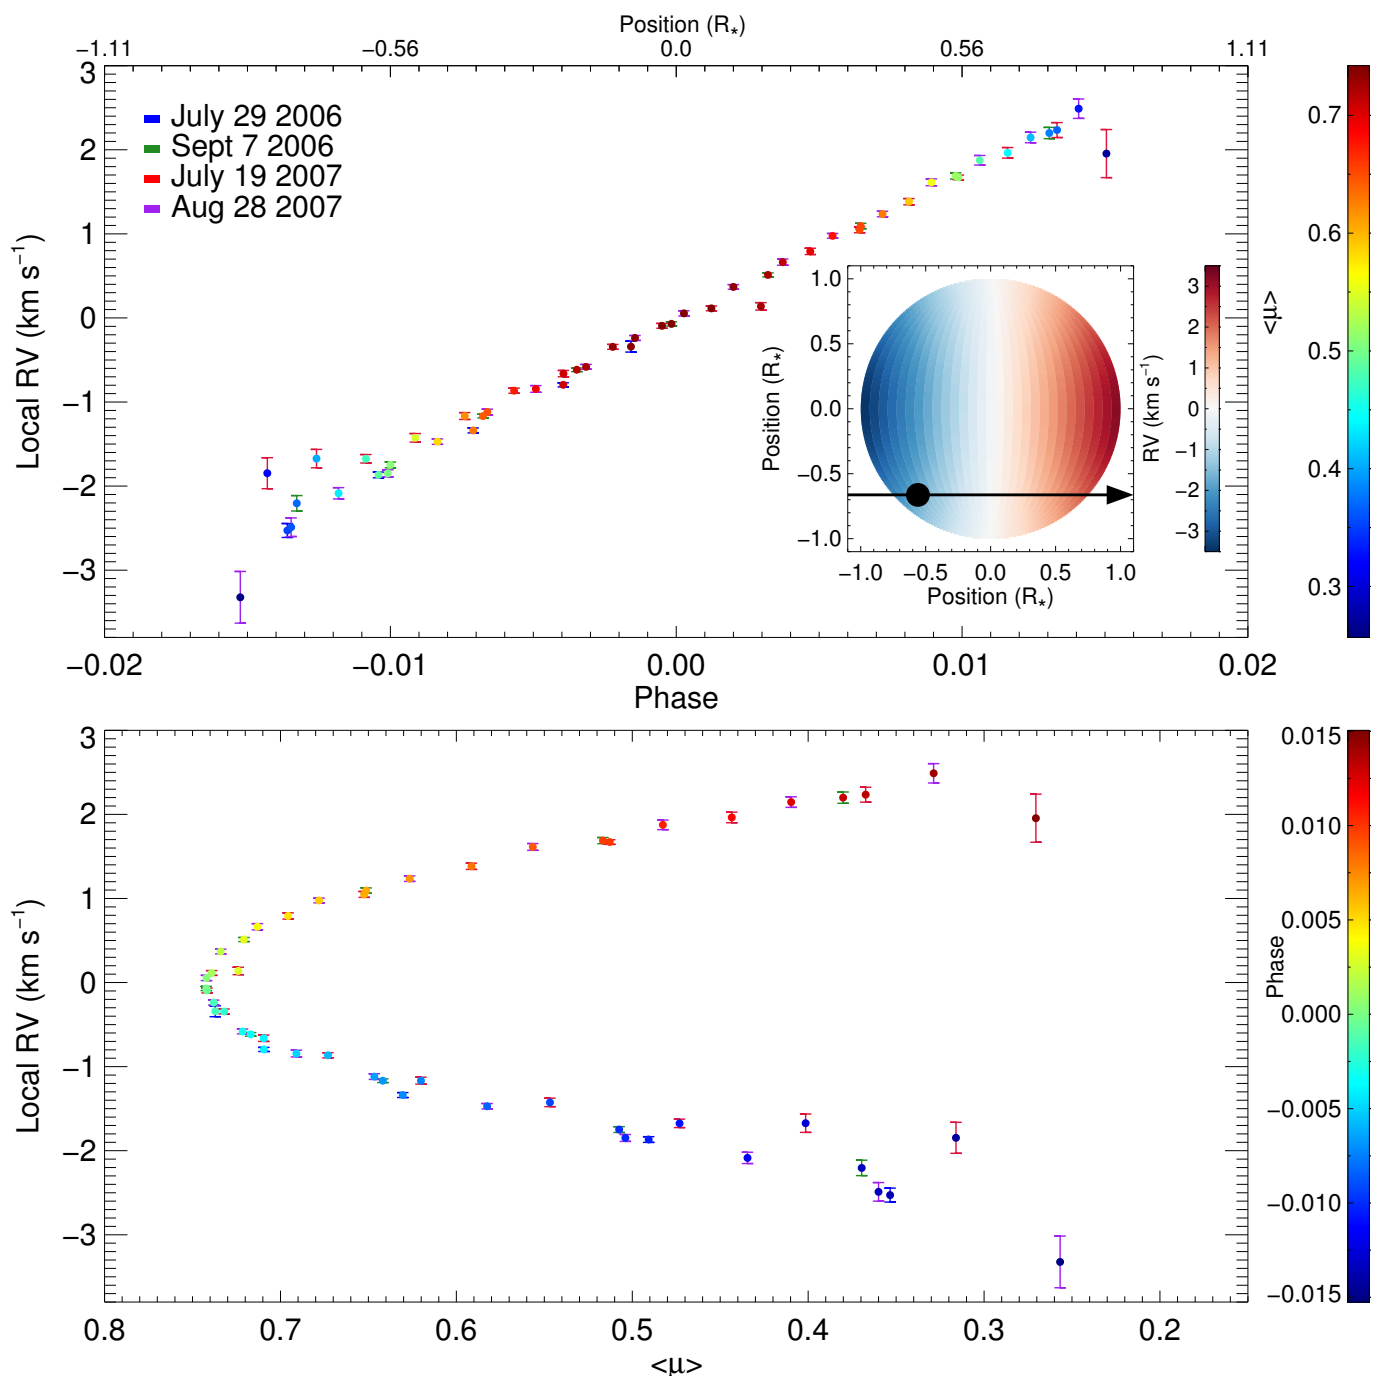 Position (R*)
−1.11 −0.56 0.0 0.56 1.11
3
2
1
0
−1
−2
−3
Local RV (km s−1)
July 29 2006
Sept 7 2006
July 19 2007
Aug 28 2007
−0.02 −0.01 0.00 0.01 0.02
Phase
1.0
0.5
0.0
−0.5
−1.0
Position (R*)
−1.0 −0.5 0.0 0.5 1.0
Position (R*)
RV (km s−1)
3
2
1
0
−1
−2
−3
<μ>
0.7
0.6
0.5
0.4
0.3
3
2
1
0
−1
−2
−3
Local RV (km s−1)
0.8 0.7 0.6 0.5 0.4 0.3 0.2
<μ>
Phase
0.015
0.010
0.005
0.000
−0.005
−0.010
−0.015